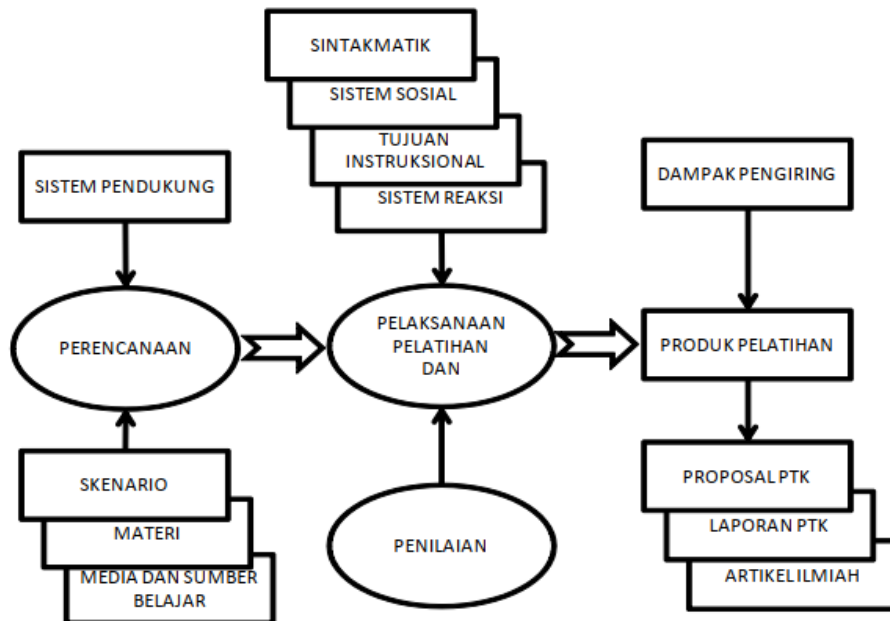 SINTAKMATIK
SISTEM SOSIAL
TUJUAN
INSTRUKSIONAL
SISTEM REAKSI
SISTEM PENDUKUNG
DAMPAK PENGIRING
PERENCANAAN
PELAKSANAAN
PELATIHAN
DAN
PRODUK PELATIHAN
SKENARIO
MATERI
MEDIA DAN SUMBER
BELAJAR
PENILAIAN
PROPOSAL PTK
LAPORAN PTK
ARTIKEL ILMIAH